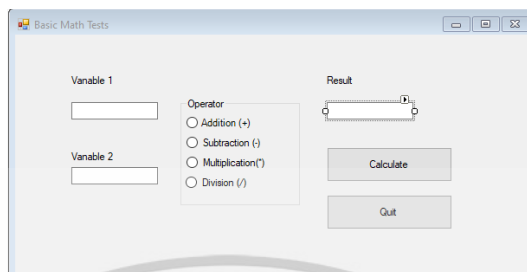 Basic Math Tests
Vanable 1
Result
Operator
Addition (+)
Subtraction (-)
Multiplication(*)
Division (/)
Vanable 2
Calculate
Quit